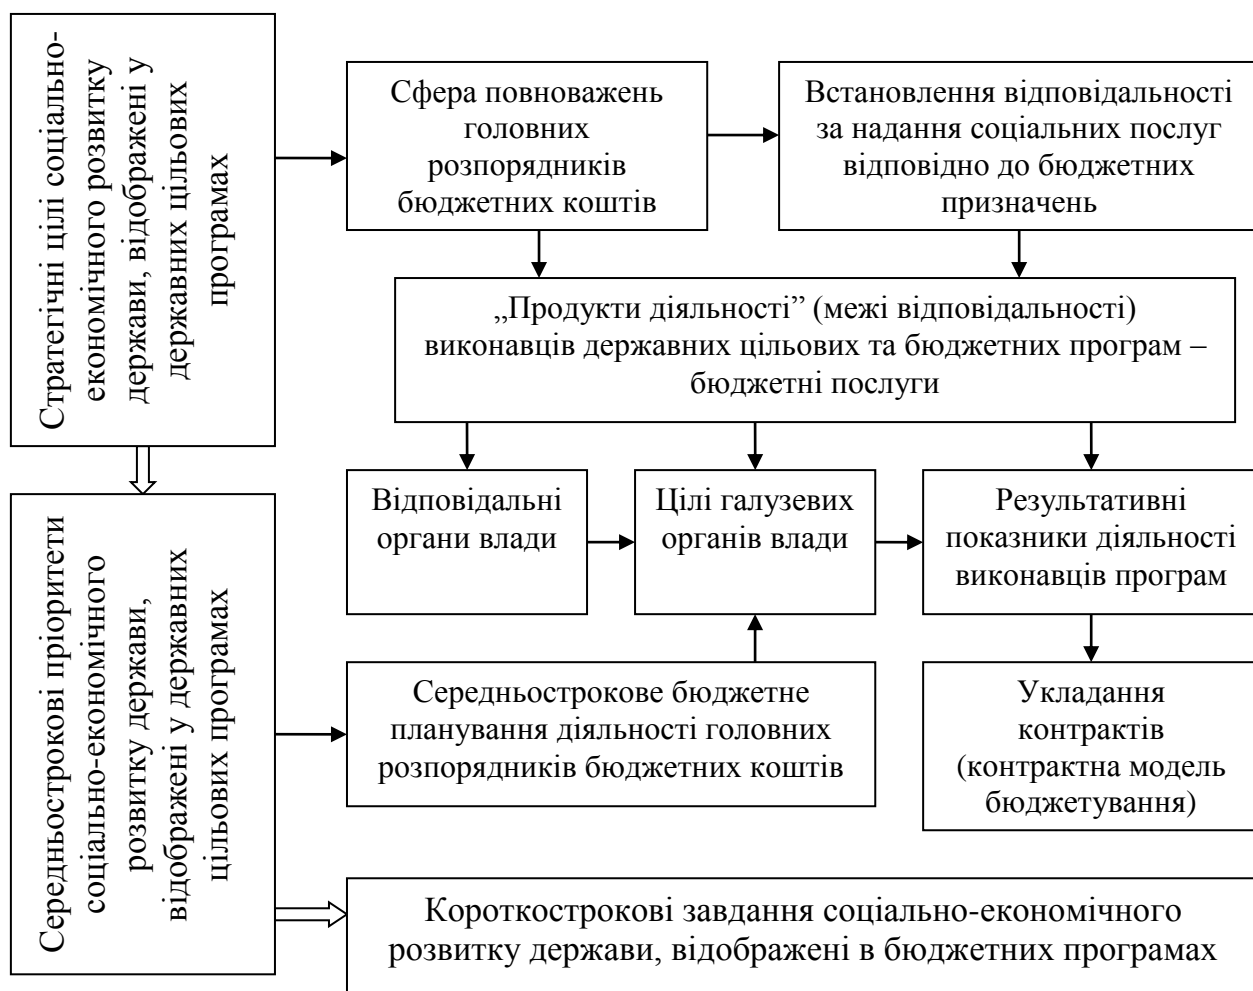 Стратегічні цілі соціально-
економічного розвитку
держави, відображені у
державних цільових
програмах
Сфера повноважень
головних
розпорядників
бюджетних коштів
Встановлення відповідальності
за надання соціальних послуг
відповідно до бюджетних
призначень
„Продукти діяльності” (межі відповідальності)
виконавців державних цільових та бюджетних програм –
бюджетні послуги
Відповідальні
органи влади
Цілі галузевих
органів влади
Результативні
показники діяльності
виконавців програм
Середньострокові пріоритети
соціально-економічного
розвитку держави,
відображені у державних
цільових програмах
Середньострокове бюджетне
планування діяльності головних
розпорядників бюджетних коштів
Укладання
контрактів
(контрактна модель
бюджетування)
Короткострокові завдання соціально-економічного
розвитку держави, відображені в бюджетних програмах